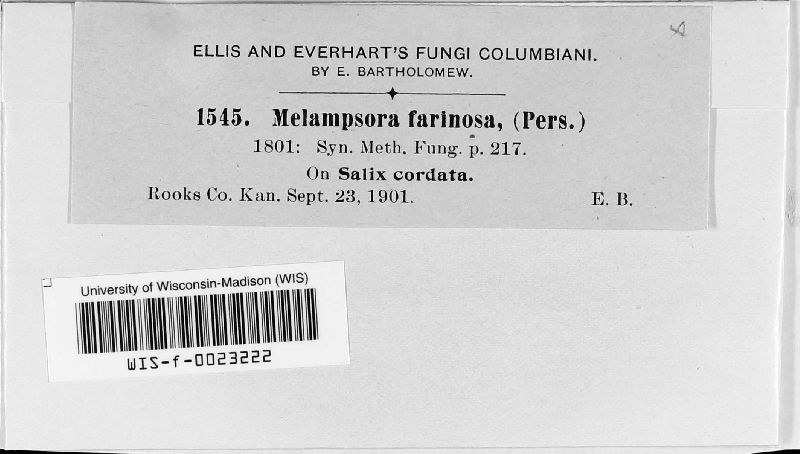 ELLIS AND EVERHART'S FUNGI COLUMBIANI.
BY E. BARTHOLOMEW.
1545. Melampsora farinosa, (Pers.)
1801: Syn. Meth. Fung. p. 217.
On Salix cordata.
Rooks Co. Kan. Sept. 23, 1901. E. B.
University of Wisconsin-Madison (WIS)
WIS-f-0023222